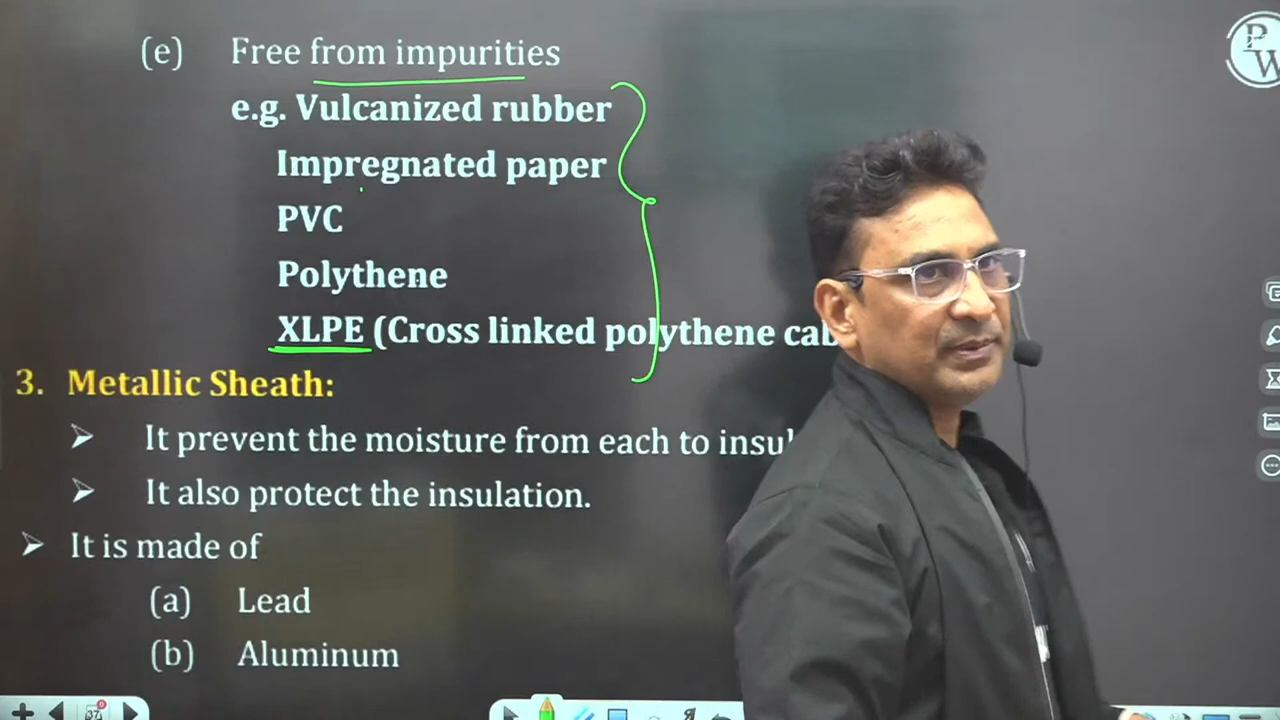 (e) Free from impurities
P
W
e.g. Vulcanized rubber
Impregnated paper
PVC
Polythene
XLPE (Cross linked polythene
3. Metallic Sheath:
➢ It prevent the moisture from each to
➢ It also protect the insulation.
➢ It is made of
(a) Lead
(b) Aluminum
37